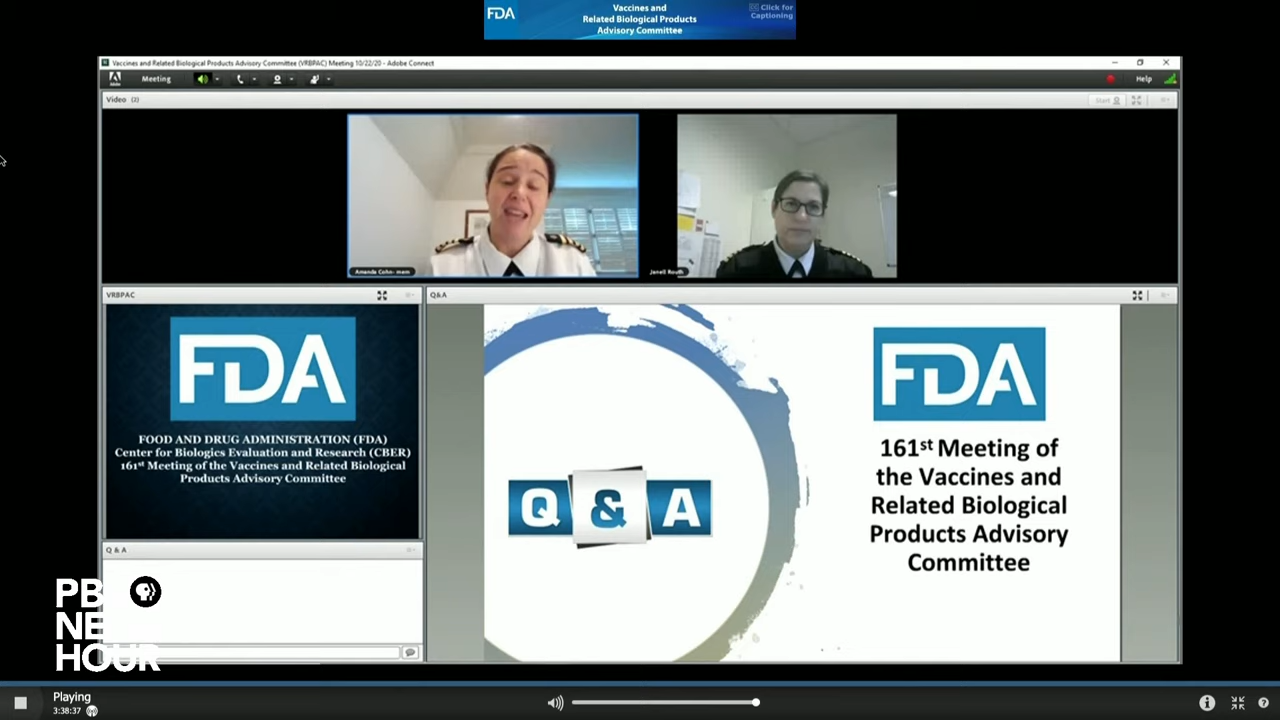 FDA
Vaccines and
Related Biological Products
Advisory Committee
CC Click for
Captioning
Vaccines and Related Biological Products Advisory Committee (VRBPAC) Meeting 10/22/20 - Adobe Connect
Meeting
Help
Video (2)
Start
Amanda Cohn- mem
Janell Routh
VRBPAC
FDA
FOOD AND DRUG ADMINISTRATION (FDA)
Center for Biologics Evaluation and Research (CBER)
161st Meeting of the Vaccines and Related Biological
Products Advisory Committee
Q & A
Q&A
Q & A
FDA
161st Meeting of
the Vaccines and
Related Biological
Products Advisory
Committee
PBS
NEWS
HOUR
Playing
3:38:37